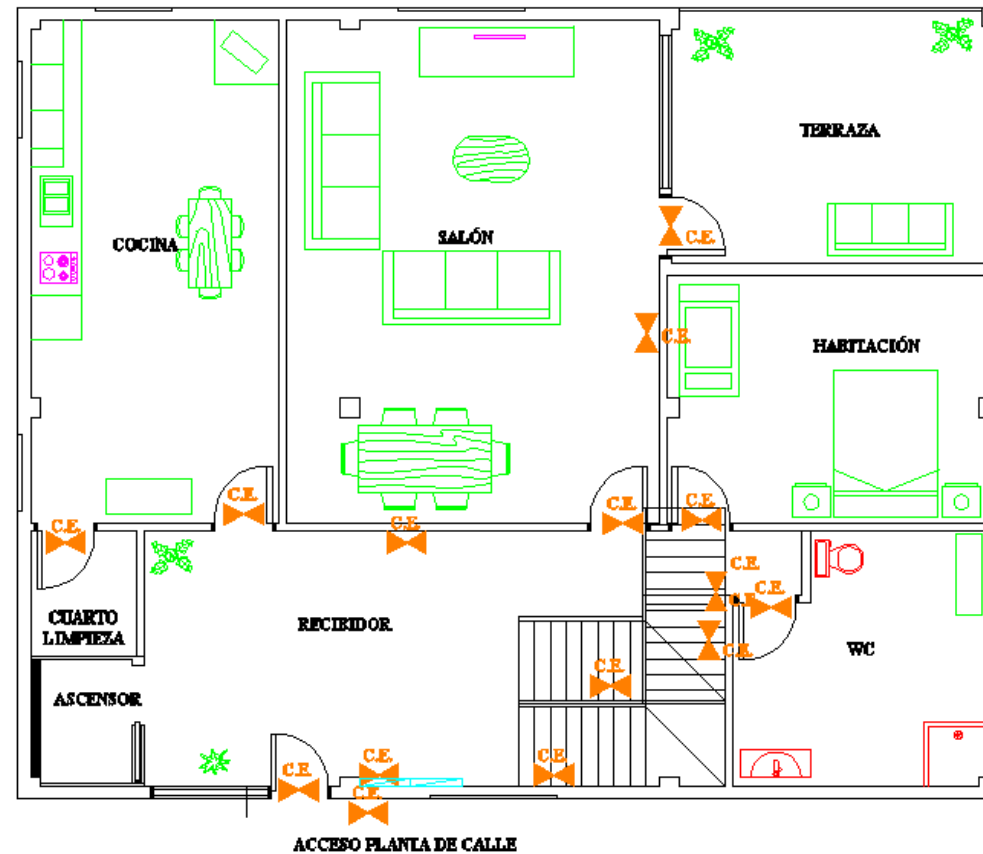 TERRAZA
COCINA
SALÓN
C.E.
C.E.
HABITACIÓN
C.E.
C.E.
C.E.
C.E.
C.E.
C.E.
C.E.
C.E.
CUARTO
LIMPIEZA
RECIBIDOR
C.E.
WC
C.E.
ASCENSOR
C.E.
C.E.
C.E.
C.E.
ACCESO PLANTA DE CALLE